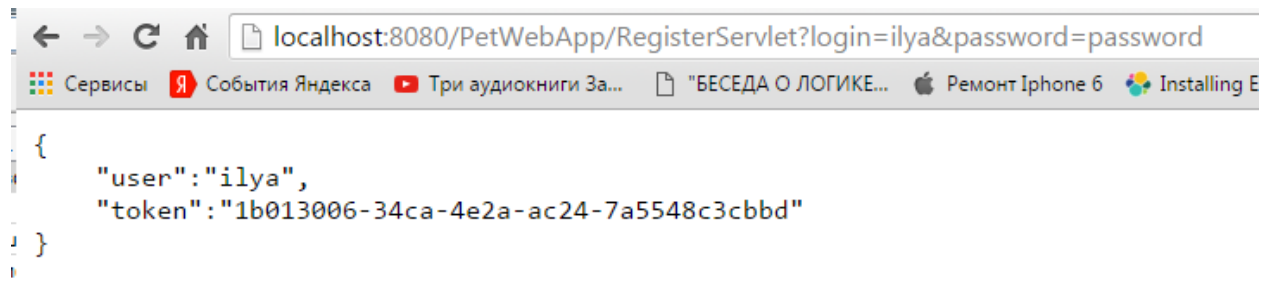 localhost:8080/PetWebApp/RegisterServlet?login=ilya&password=password
Сервисы Я События Яндекса Три аудиокниги За... "БЕСЕДА О ЛОГИКЕ... Ремонт Iphone 6 Installing E
{
"user":"ilya",
"token":"1b013006-34ca-4e2a-ac24-7a5548c3cbbd"
}